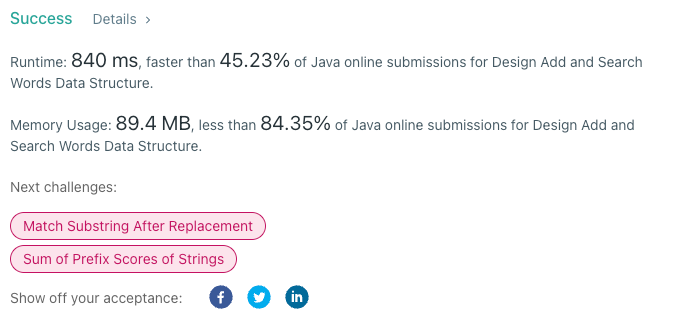 Success Details >
Runtime: 840 ms, faster than 45.23% of Java online submissions for Design Add and Search
Words Data Structure.
Memory Usage: 89.4 MB, less than 84.35% of Java online submissions for Design Add and
Search Words Data Structure.
Next challenges:
Match Substring After Replacement
Sum of Prefix Scores of Strings
Show off your acceptance: